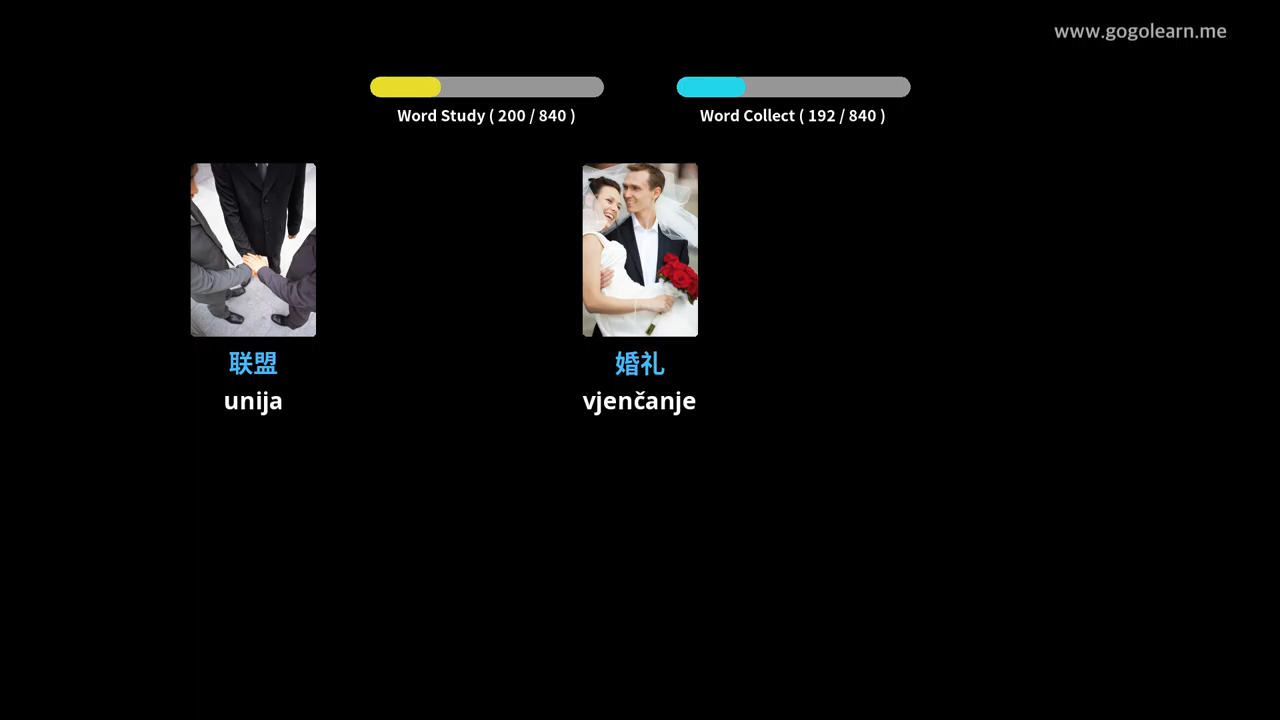 www.gogolearn.me
Word Study ( 200 / 840 )
Word Collect ( 192 / 840 )
联盟
婚礼
unija
vjenčanje